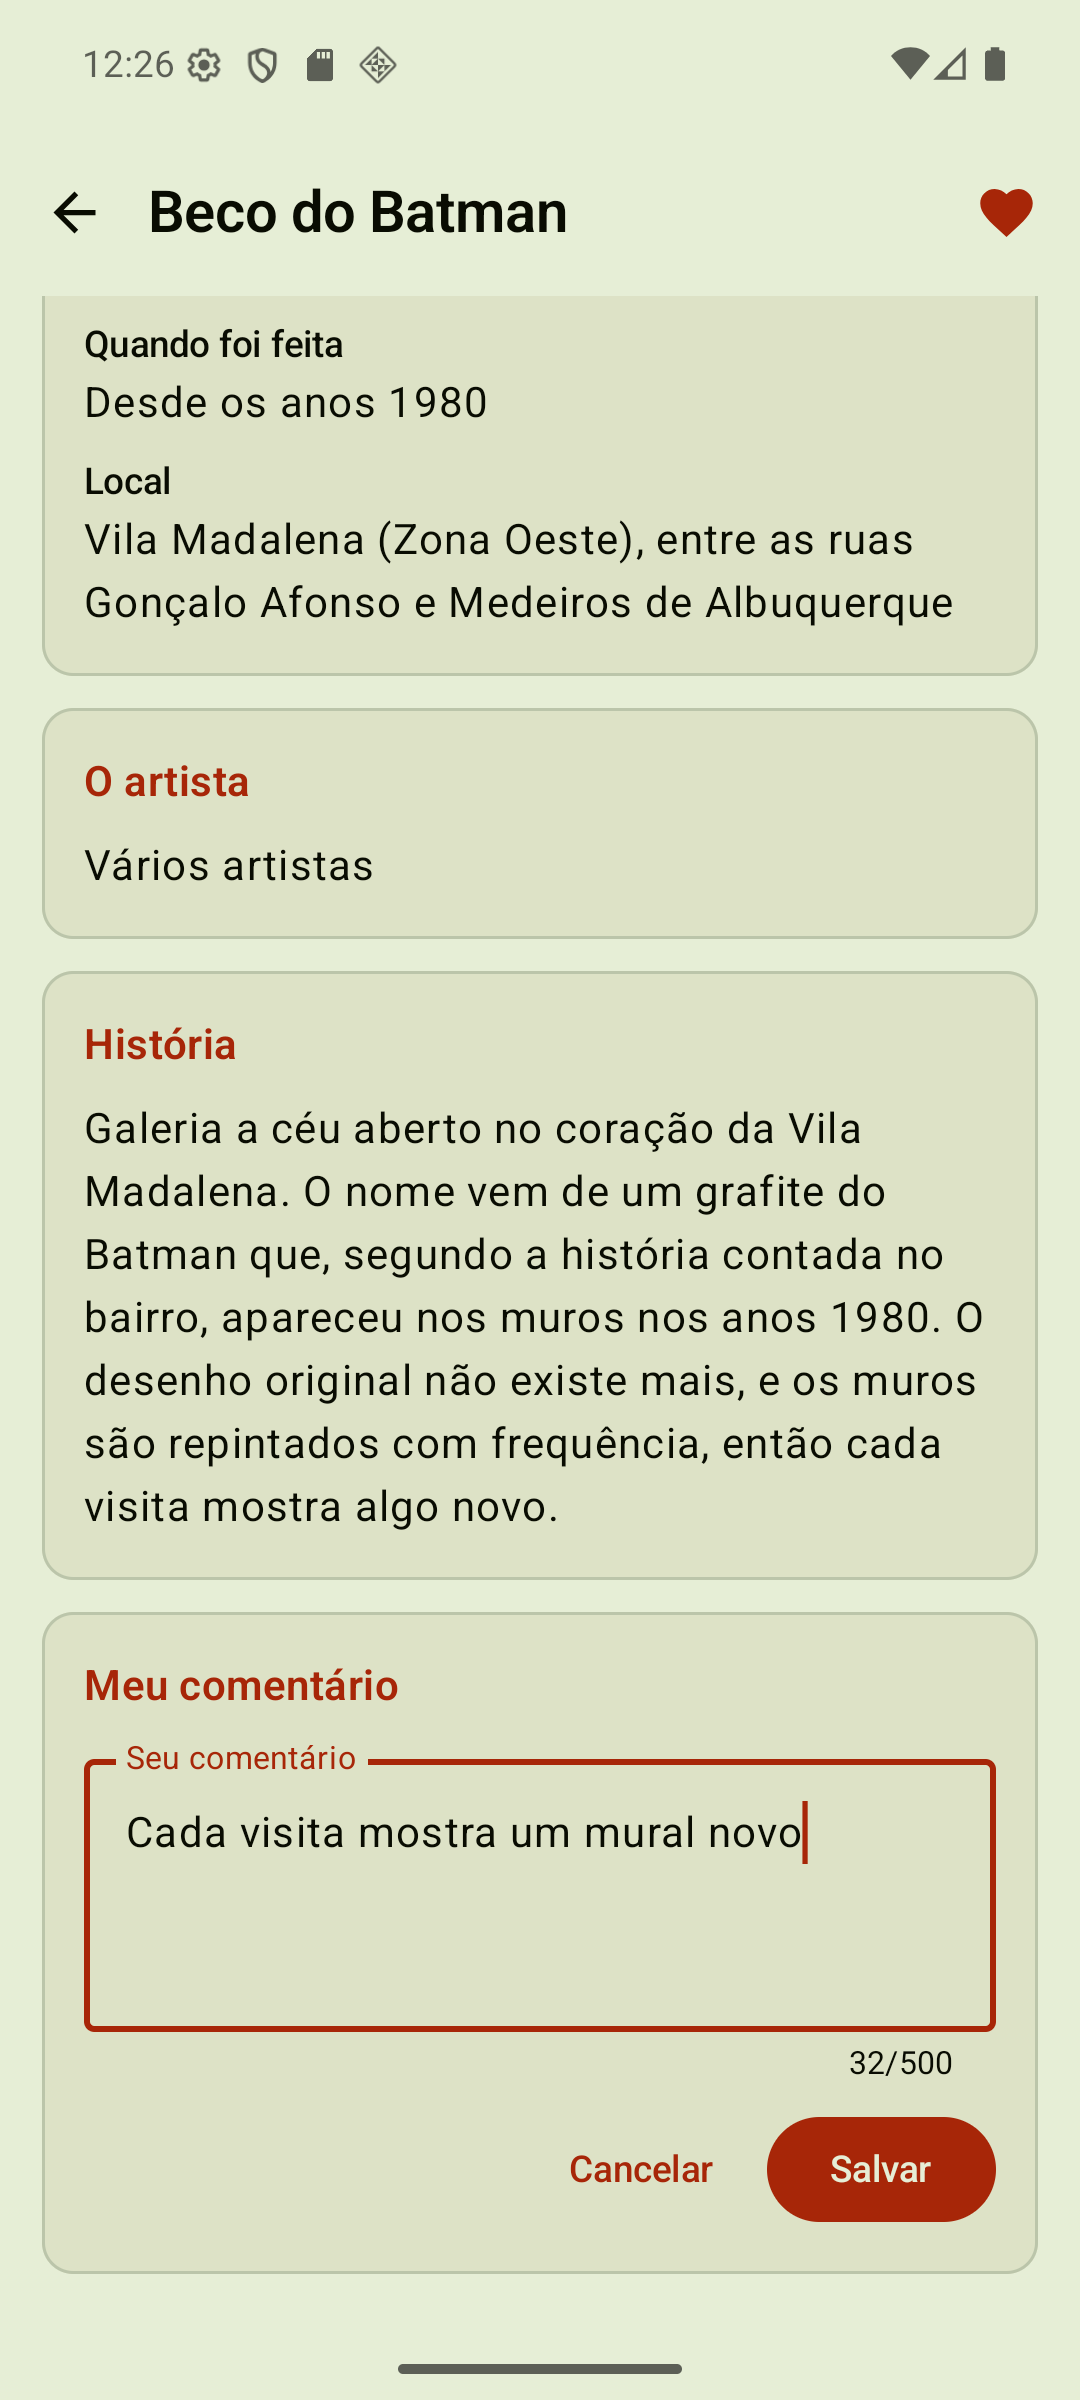 12:26
Beco do Batman
Quando foi feita
Desde os anos 1980
Local
Vila Madalena (Zona Oeste), entre as ruas
Gonçalo Afonso e Medeiros de Albuquerque
O artista
Vários artistas
História
Galeria a céu aberto no coração da Vila
Madalena. O nome vem de um grafite do
Batman que, segundo a história contada no
bairro, apareceu nos muros nos anos 1980. O
desenho original não existe mais, e os muros
são repintados com frequência, então cada
visita mostra algo novo.
Meu comentário
Seu comentário
Cada visita mostra um mural novo
32/500
Cancelar
Salvar